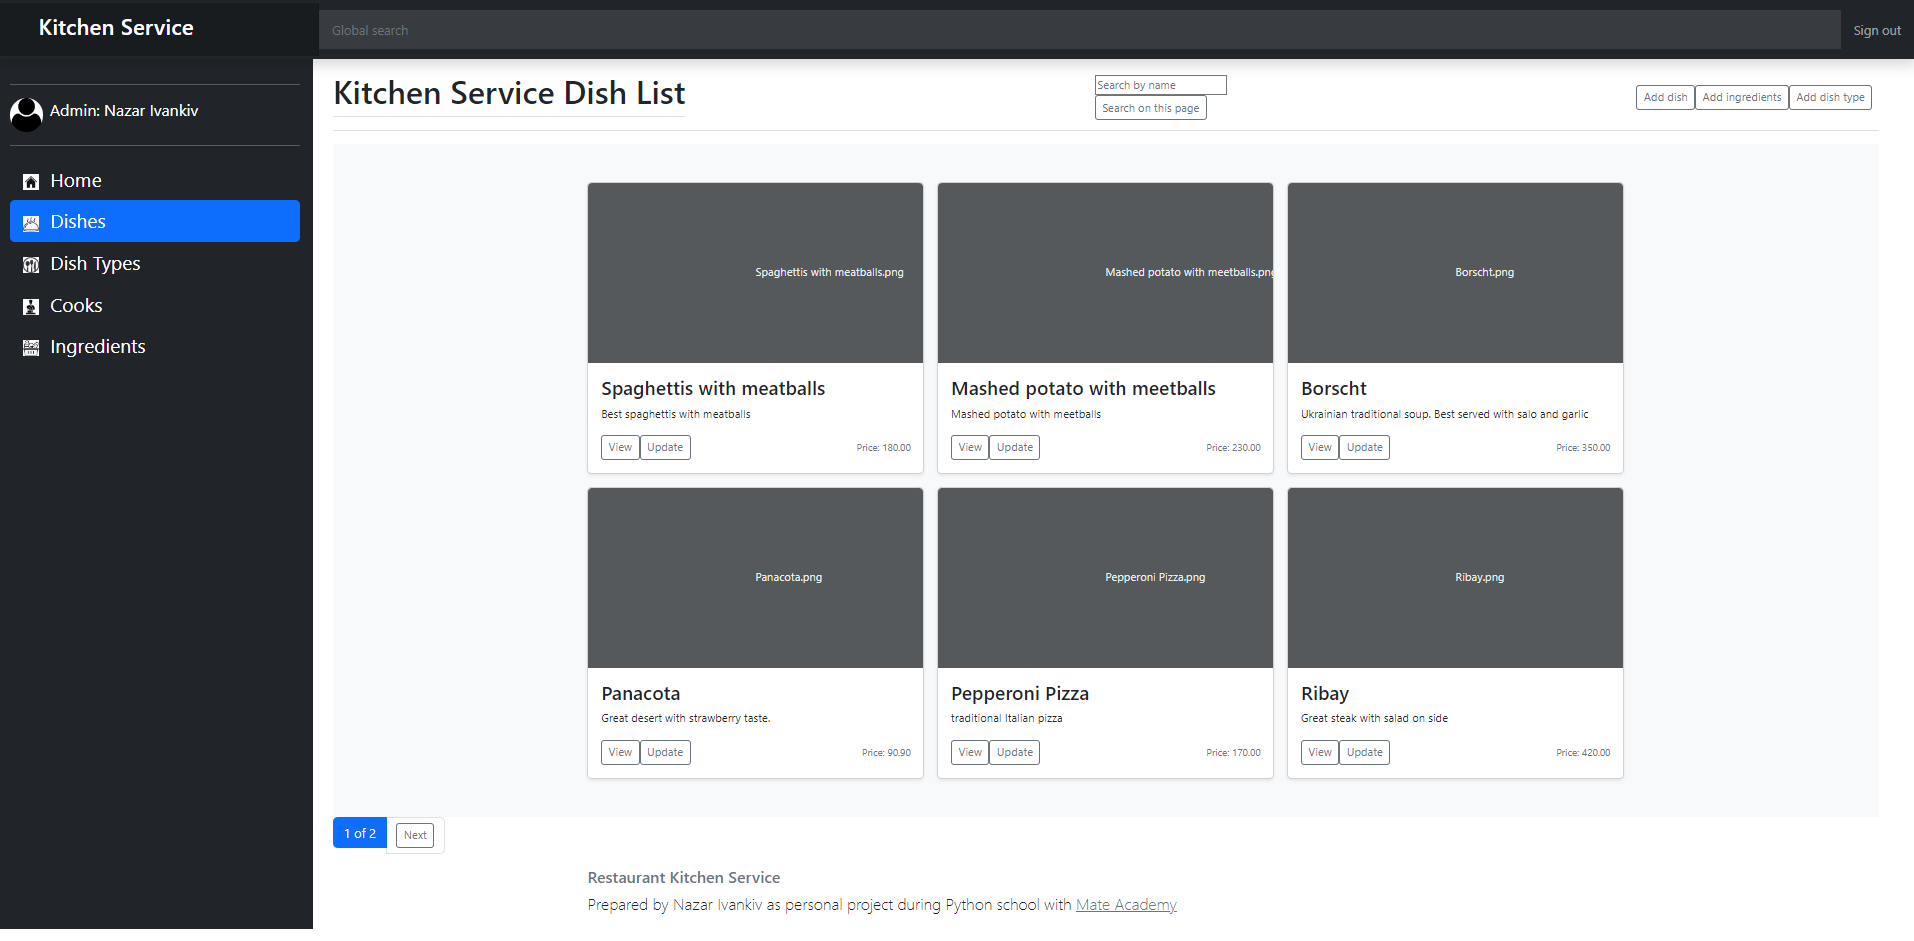 Kitchen Service
Global search
Sign out
Admin: Nazar Ivankiv
Home
Dishes
Dish Types
Cooks
Ingredients
Kitchen Service Dish List
Search by name
Search on this page
Add dish Add ingredients Add dish type
Spaghettis with meatballs.png
Spaghettis with meatballs
Best spaghettis with meatballs
View Update Price: 180.00
Mashed potato with meetballs.png
Mashed potato with meetballs
Mashed potato with meetballs
View Update Price: 230.00
Borscht.png
Borscht
Ukrainian traditional soup. Best served with salo and garlic
View Update Price: 350.00
Panacota.png
Panacota
Great desert with strawberry taste.
View Update Price: 90.90
Pepperoni Pizza.png
Pepperoni Pizza
traditional Italian pizza
View Update Price: 170.00
Ribay.png
Ribay
Great steak with salad on side
View Update Price: 420.00
1 of 2 Next
Restaurant Kitchen Service
Prepared by Nazar Ivankiv as personal project during Python school with Mate Academy